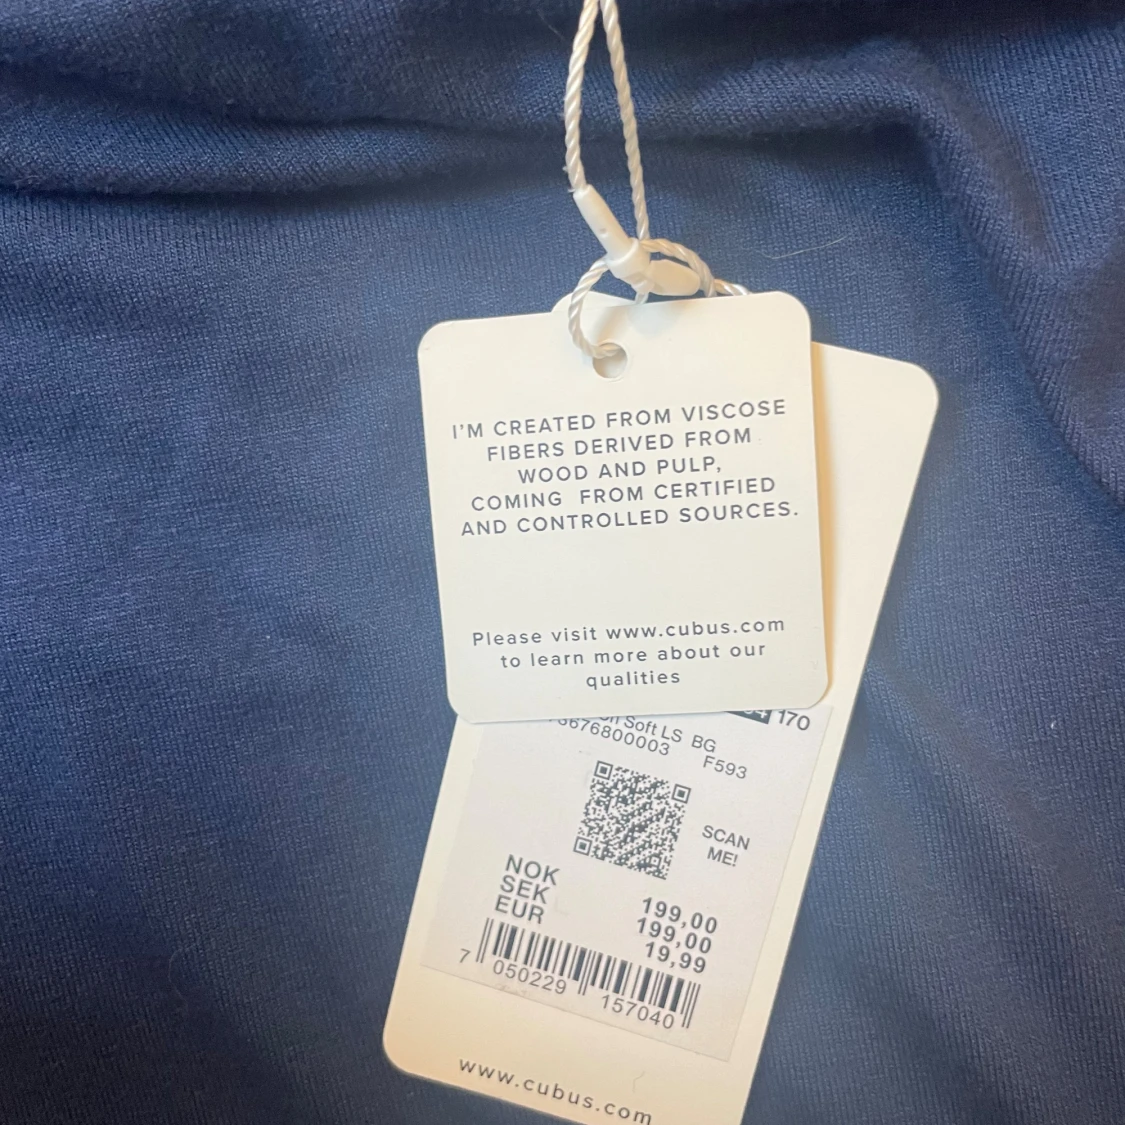 I'M CREATED FROM VISCOSE
FIBERS DERIVED FROM
WOOD AND PULP,
COMING FROM CERTIFIED
AND CONTROLLED SOURCES.
Please visit www.cubus.com
to learn more about our
qualities
170
Soft LS BG
F593
SCAN
ME!
NOK 199,00
SEK 199,00
EUR 19,99
7 050229 157040
www.cubus.com